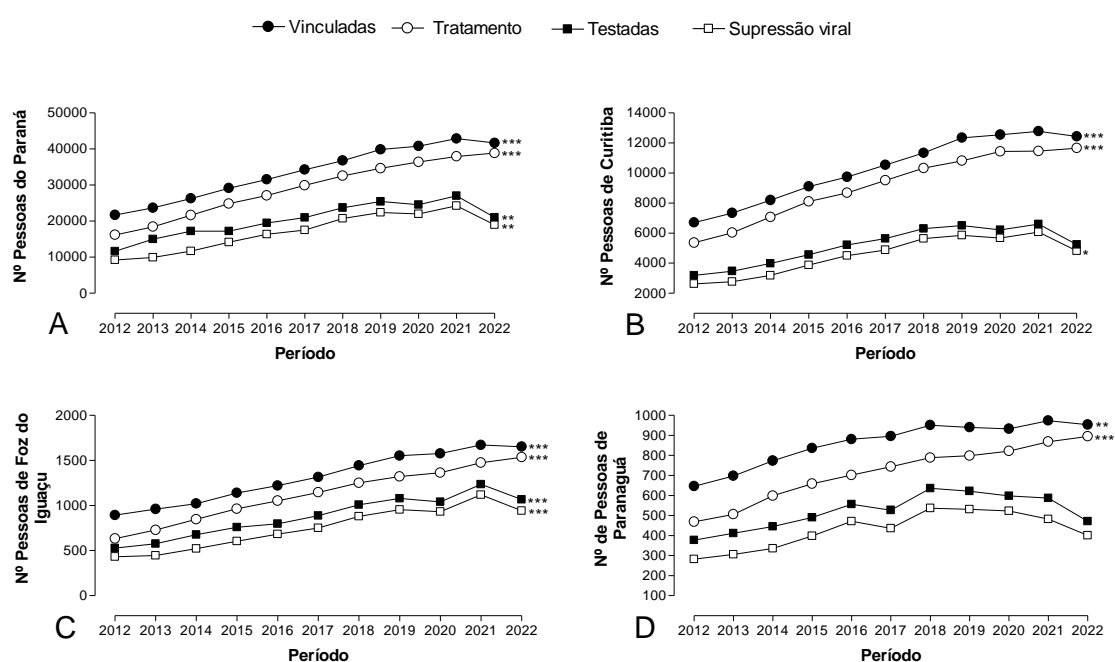 Vinculadas Tratamento Testadas Supressão viral
Nº Pessoas do Paraná
50000
40000
30000
20000
10000
0
***
***
**
**
A
2012 2013 2014 2015 2016 2017 2018 2019 2020 2021 2022
Período
Nº Pessoas de Curitiba
14000
12000
10000
8000
6000
4000
2000
***
***
*
B
2012 2013 2014 2015 2016 2017 2018 2019 2020 2021 2022
Período
Nº Pessoas de Foz do
Iguaçu
2000
1500
1000
500
0
***
***
***
***
C
2012 2013 2014 2015 2016 2017 2018 2019 2020 2021 2022
Período
Nº de Pessoas de
Paranaguá
1000
900
800
700
600
500
400
300
200
100
**
***
D
2012 2013 2014 2015 2016 2017 2018 2019 2020 2021 2022
Período